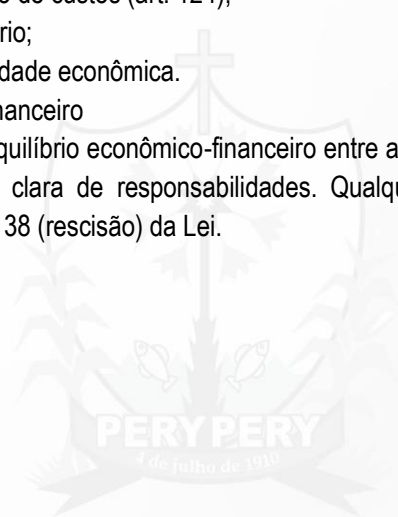 o de custos (art. 124);
rio;
dade econômica.
nanceiro
quilíbrio econômico-financeiro entre a
clara de responsabilidades. Qualqu
38 (rescisão) da Lei.
PERY PERY
4 de julho de 1910